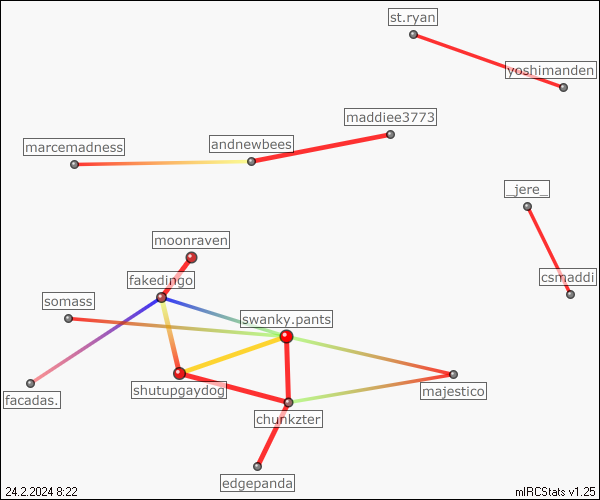 st.ryan
yoshimanden
maddiee3773
andnewbees
marcemadness
_jere_
moonraven
csmaddi
fakedingo
somass
swanky.pants
shutupgaydog
majestico
facadas.
chunkzter
edgepanda
24.2.2024 8:22
mIRCStats v1.25